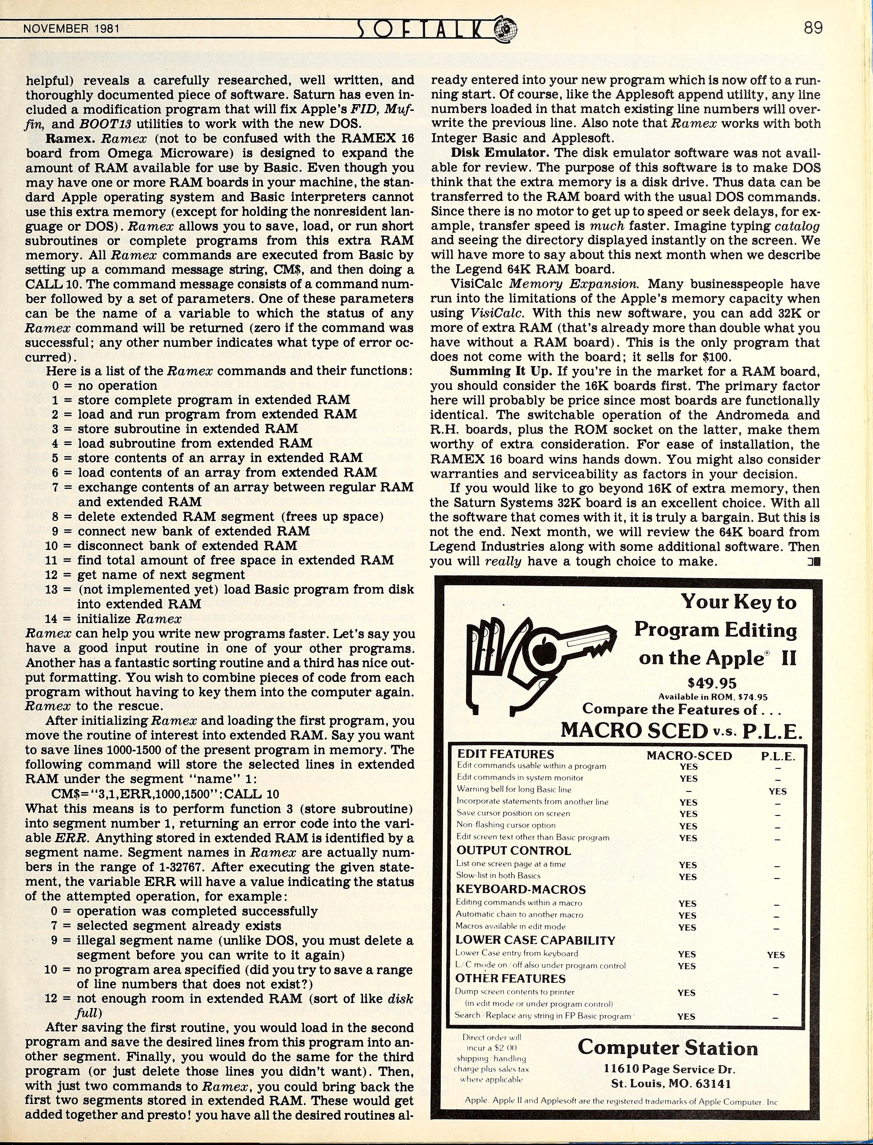 NOVEMBER 1981
SOFTALK
89
helpful) reveals a carefully researched, well written, and
thoroughly documented piece of software. Saturn has even in-
cluded a modification program that will fix Apple's FID, Muf-
fin, and BOOT13 utilities to work with the new DOS.
Ramex. Ramex (not to be confused with the RAMEX 16
board from Omega Microware) is designed to expand the
amount of RAM available for use by Basic. Even though you
may have one or more RAM boards in your machine, the stan-
dard Apple operating system and Basic interpreters cannot
use this extra memory (except for holding the nonresident lan-
guage or DOS). Ramex allows you to save, load, or run short
subroutines or complete programs from this extra RAM
memory. All Ramex commands are executed from Basic by
setting up a command message string, CM$, and then doing a
CALL 10. The command message consists of a command num-
ber followed by a set of parameters. One of these parameters
can be the name of a variable to which the status of any
Ramex command will be returned (zero if the command was
successful; any other number indicates what type of error oc-
curred).
Here is a list of the Ramex commands and their functions:
0 = no operation
1 = store complete program in extended RAM
2 = load and run program from extended RAM
3 = store subroutine in extended RAM
4 = load subroutine from extended RAM
5 = store contents of an array in extended RAM
6 = load contents of an array from extended RAM
7 = exchange contents of an array between regular RAM
and extended RAM
8 = delete extended RAM segment (frees up space)
9 = connect new bank of extended RAM
10 = disconnect bank of extended RAM
11 = find total amount of free space in extended RAM
12 = get name of next segment
13 = (not implemented yet) load Basic program from disk
into extended RAM
14 = initialize Ramex
Ramex can help you write new programs faster. Let's say you
have a good input routine in one of your other programs.
Another has a fantastic sorting routine and a third has nice out-
put formatting. You wish to combine pieces of code from each
program without having to key them into the computer again.
Ramex to the rescue.
After initializing Ramex and loading the first program, you
move the routine of interest into extended RAM. Say you want
to save lines 1000-1500 of the present program in memory. The
following command will store the selected lines in extended
RAM under the segment "name" 1:
CM$="3,1,ERR,1000,1500":CALL 10
What this means is to perform function 3 (store subroutine)
into segment number 1, returning an error code into the vari-
able ERR. Anything stored in extended RAM is identified by a
segment name. Segment names in Ramex are actually num-
bers in the range of 1-32767. After executing the given state-
ment, the variable ERR will have a value indicating the status
of the attempted operation, for example:
0 = operation was completed successfully
7 = selected segment already exists
9 = illegal segment name (unlike DOS, you must delete a
segment before you can write to it again)
10 = no program area specified (did you try to save a range
of line numbers that does not exist?)
12 = not enough room in extended RAM (sort of like disk
full)
After saving the first routine, you would load in the second
program and save the desired lines from this program into an-
other segment. Finally, you would do the same for the third
program (or just delete those lines you didn't want). Then,
with just two commands to Ramex, you could bring back the
first two segments stored in extended RAM. These would get
added together and presto! you have all the desired routines al-
ready entered into your new program which is now off to a run-
ning start. Of course, like the Applesoft append utility, any line
numbers loaded in that match existing line numbers will over-
write the previous line. Also note that Ramex works with both
Integer Basic and Applesoft.
Disk Emulator. The disk emulator software was not avail-
able for review. The purpose of this software is to make DOS
think that the extra memory is a disk drive. Thus data can be
transferred to the RAM board with the usual DOS commands.
Since there is no motor to get up to speed or seek delays, for ex-
ample, transfer speed is much faster. Imagine typing catalog
and seeing the directory displayed instantly on the screen. We
will have more to say about this next month when we describe
the Legend 64K RAM board.
VisiCalc Memory Expansion. Many businesspeople have
run into the limitations of the Apple's memory capacity when
using VisiCalc. With this new software, you can add 32K or
more of extra RAM (that's already more than double what you
have without a RAM board). This is the only program that
does not come with the board; it sells for $100.
Summing It Up. If you're in the market for a RAM board,
you should consider the 16K boards first. The primary factor
here will probably be price since most boards are functionally
identical. The switchable operation of the Andromeda and
R.H. boards, plus the ROM socket on the latter, make them
worthy of extra consideration. For ease of installation, the
RAMEX 16 board wins hands down. You might also consider
warranties and serviceability as factors in your decision.
If you would like to go beyond 16K of extra memory, then
the Saturn Systems 32K board is an excellent choice. With all
the software that comes with it, it is truly a bargain. But this is
not the end. Next month, we will review the 64K board from
Legend Industries along with some additional software. Then
you will really have a tough choice to make.
Your Key to
Program Editing
on the Apple® II
$49.95
Available in ROM, $74.95
Compare the Features of . . .
MACRO SCED v.s. P.L.E.
EDIT FEATURES MACRO-SCED P.L.E.
Edit commands usable within a program YES –
Edit commands in system monitor YES –
Warning bell for long Basic line – YES
Incorporate statements from another line YES –
Save cursor position on screen YES –
Non-flashing cursor option YES –
Edit screen text other than Basic program YES –
OUTPUT CONTROL
List one screen page at a time YES –
Slow-list in both Basics YES –
KEYBOARD-MACROS
Editing commands within a macro YES –
Automatic chain to another macro YES –
Macros available in edit mode YES –
LOWER CASE CAPABILITY
Lower Case entry from keyboard YES YES
L/C mode on/off also under program control YES –
OTHER FEATURES
Dump screen contents to printer YES –
(in edit mode or under program control)
Search/Replace any string in FP Basic program YES –
Direct order will
incur a $2.00
shipping/handling
charge plus sales tax
where applicable
Computer Station
11610 Page Service Dr.
St. Louis, MO. 63141
Apple, Apple II and Applesoft are the registered trademarks of Apple Computer, Inc.